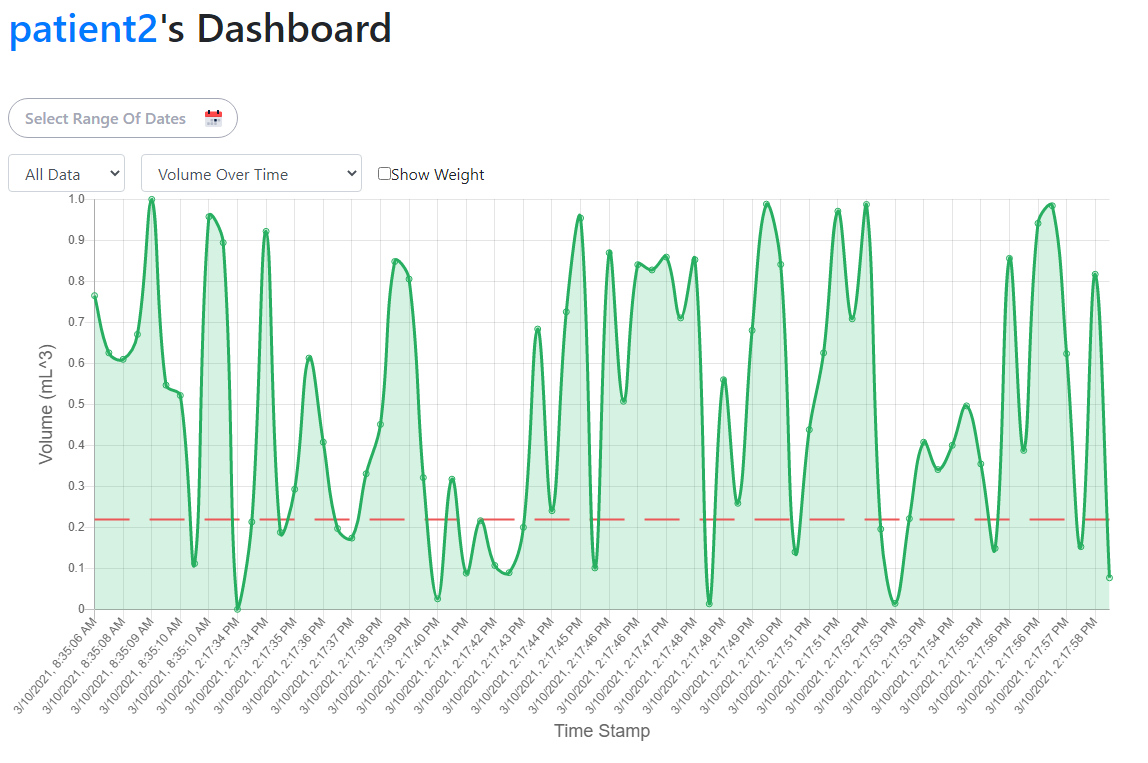 patient2's Dashboard
Select Range Of Dates
All Data
Volume Over Time
Show Weight
1.0
0.9
0.8
0.7
0.6
0.5
0.4
0.3
0.2
0.1
0
Volume (mL^3)
3/10/2021, 8:35:06 AM
3/10/2021, 8:35:08 AM
3/10/2021, 8:35:09 AM
3/10/2021, 8:35:10 AM
3/10/2021, 8:35:10 AM
3/10/2021, 2:17:34 PM
3/10/2021, 2:17:34 PM
3/10/2021, 2:17:35 PM
3/10/2021, 2:17:36 PM
3/10/2021, 2:17:37 PM
3/10/2021, 2:17:38 PM
3/10/2021, 2:17:39 PM
3/10/2021, 2:17:40 PM
3/10/2021, 2:17:41 PM
3/10/2021, 2:17:42 PM
3/10/2021, 2:17:43 PM
3/10/2021, 2:17:44 PM
3/10/2021, 2:17:45 PM
3/10/2021, 2:17:46 PM
3/10/2021, 2:17:46 PM
3/10/2021, 2:17:47 PM
3/10/2021, 2:17:48 PM
3/10/2021, 2:17:48 PM
3/10/2021, 2:17:49 PM
3/10/2021, 2:17:50 PM
3/10/2021, 2:17:51 PM
3/10/2021, 2:17:51 PM
3/10/2021, 2:17:52 PM
3/10/2021, 2:17:53 PM
3/10/2021, 2:17:53 PM
3/10/2021, 2:17:54 PM
3/10/2021, 2:17:55 PM
3/10/2021, 2:17:56 PM
3/10/2021, 2:17:56 PM
3/10/2021, 2:17:57 PM
3/10/2021, 2:17:58 PM
Time Stamp